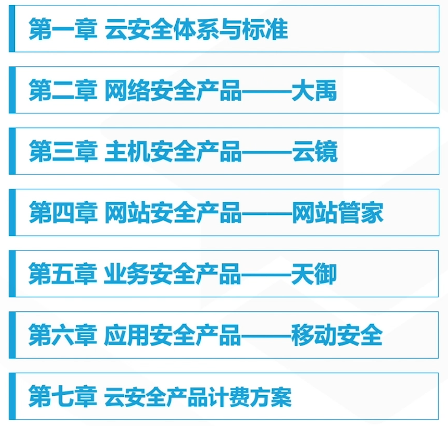 第一章 云安全体系与标准
第二章 网络安全产品——大禹
第三章 主机安全产品——云镜
第四章 网站安全产品——网站管家
第五章 业务安全产品——天御
第六章 应用安全产品——移动安全
第七章 云安全产品计费方案